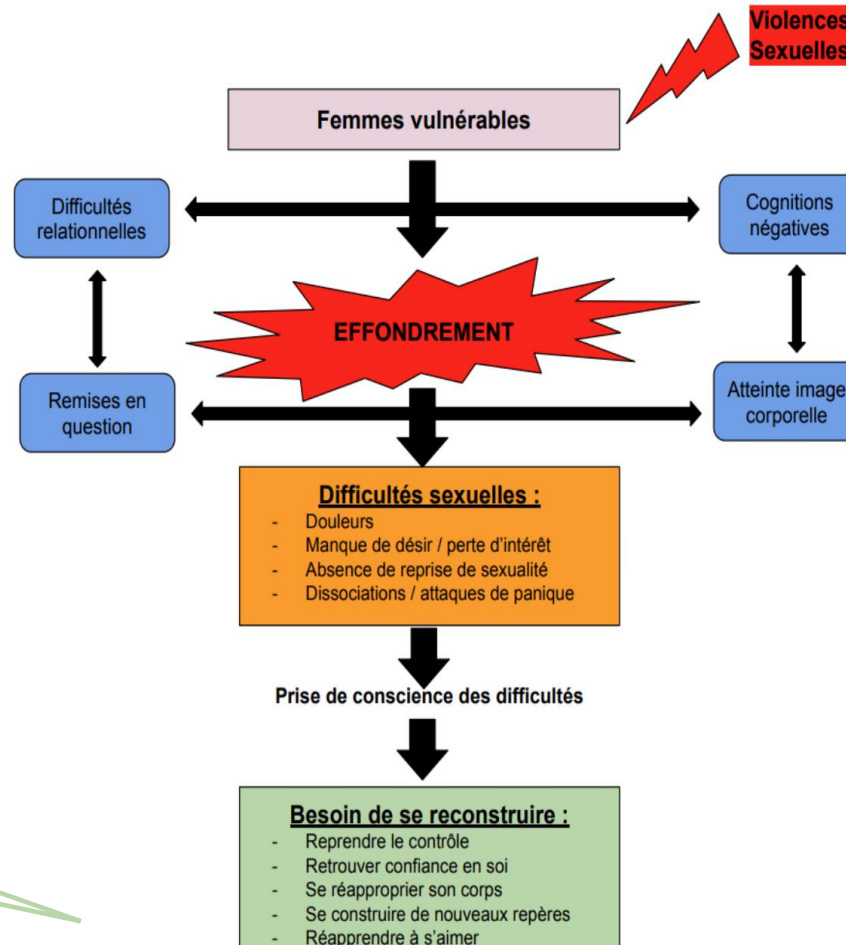 Violences
Sexuelles
Femmes vulnérables
Difficultés
relationnelles
Cognitions
négatives
EFFONDREMENT
Remises en
question
Atteinte image
corporelle
Difficultés sexuelles :
- Douleurs
- Manque de désir / perte d'intérêt
- Absence de reprise de sexualité
- Dissociations / attaques de panique
Prise de conscience des difficultés
Besoin de se reconstruire :
- Reprendre le contrôle
- Retrouver confiance en soi
- Se réapproprier son corps
- Se construire de nouveaux repères
- Réapprendre à s'aimer